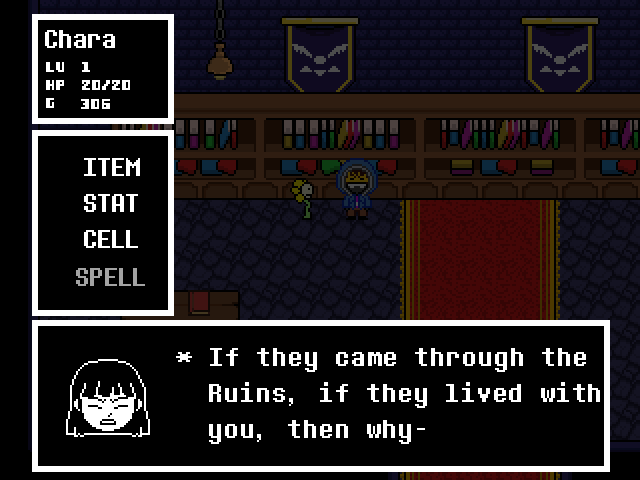 Chara
LV 1
HP 20/20
G 306
ITEM
STAT
CELL
SPELL
* If they came through the
Ruins, if they lived with
you, then why-